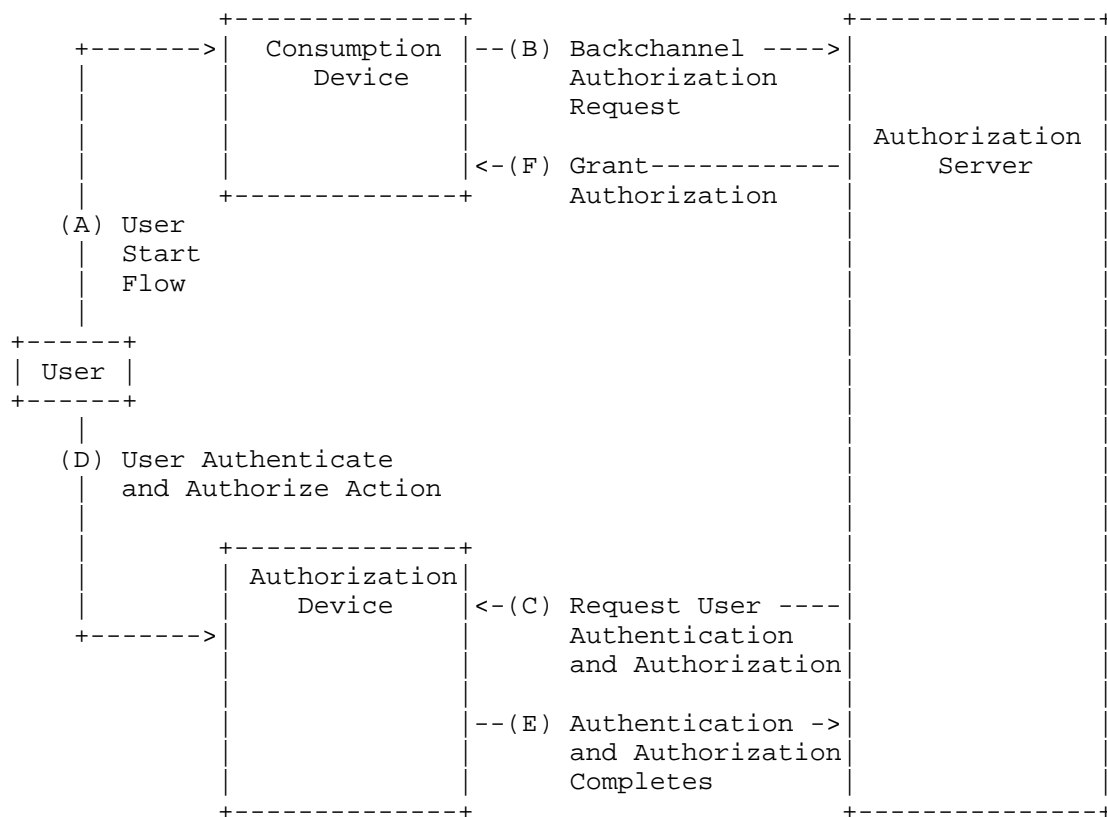 Consumption Device
(B) Backchannel
Authorization
Request
(F) Grant
Authorization
Authorization
Server
(A) User
Start
Flow
User
(D) User Authenticate
and Authorize Action
Authorization
Device
(C) Request User
Authentication
and Authorization
(E) Authentication
and Authorization
Completes